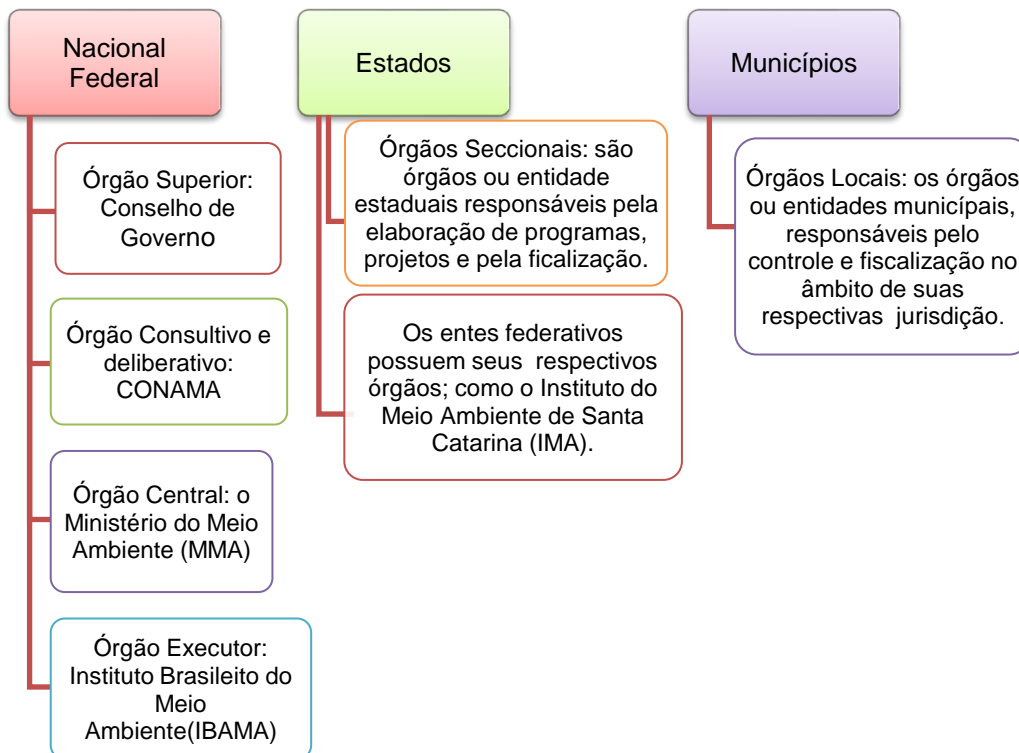 Nacional
Federal
Órgão Superior:
Conselho de
Governo
Órgão Consultivo e
deliberativo:
CONAMA
Órgão Central: o
Ministério do Meio
Ambiente (MMA)
Órgão Executor:
Instituto Brasileito do
Meio
Ambiente(IBAMA)
Estados
Órgãos Seccionais: são
órgãos ou entidade
estaduais responsáveis pela
elaboração de programas,
projetos e pela ficalização.
Os entes federativos
possuem seus respectivos
órgãos; como o Instituto do
Meio Ambiente de Santa
Catarina (IMA).
Municípios
Órgãos Locais: os órgãos
ou entidades municípais,
responsáveis pelo
controle e fiscalização no
âmbito de suas
respectivas jurisdição.